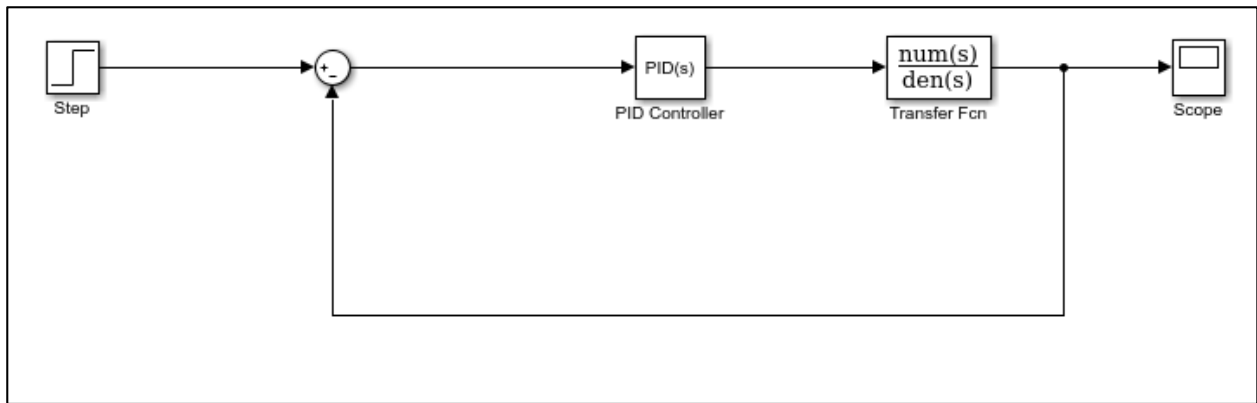 Step
+
−
PID(s)
PID Controller
num(s)
den(s)
Transfer Fcn
Scope